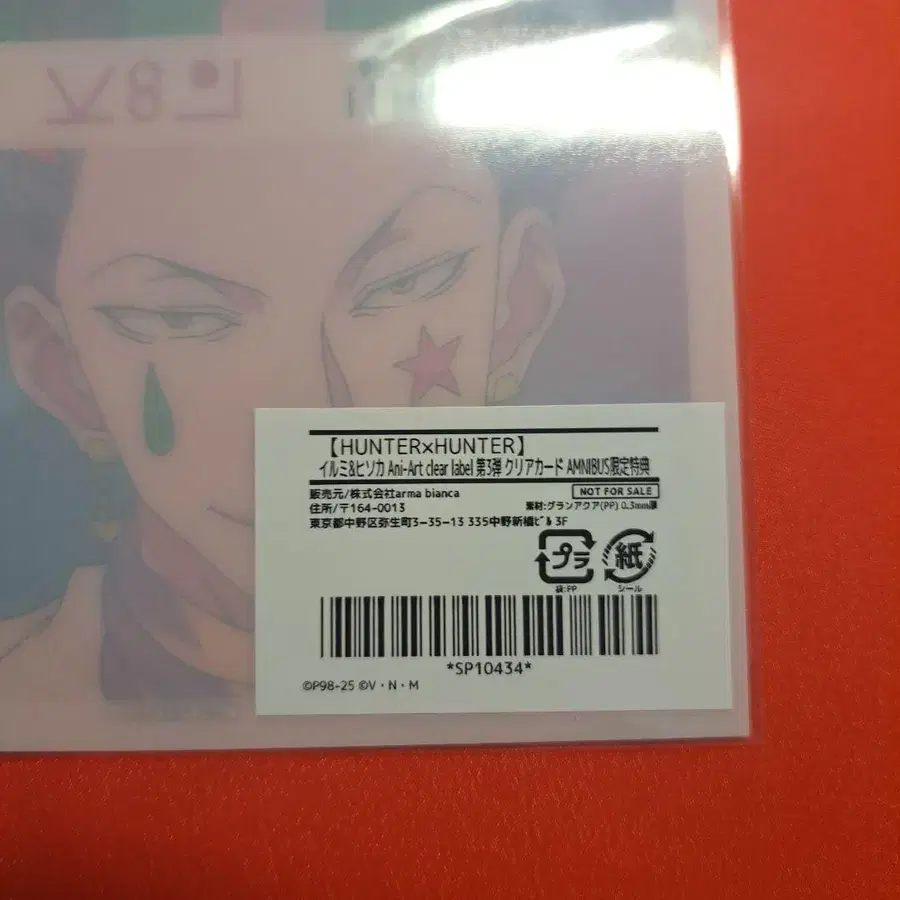 【HUNTER×HUNTER】
イルミ&ヒソカ Ani-Art clear label 第3弾 クリアカード AMNIBUS限定特典
販売元/株式会社arma bianca
NOT FOR SALE
住所/〒164-0013
素材:グランアクア(PP) 0.3mm厚
東京都中野区弥生町3-35-13 335中野新橋ビル 3F
プラ
紙
袋:PP
シール
*SP10434*
©P98-25 ©V・N・M